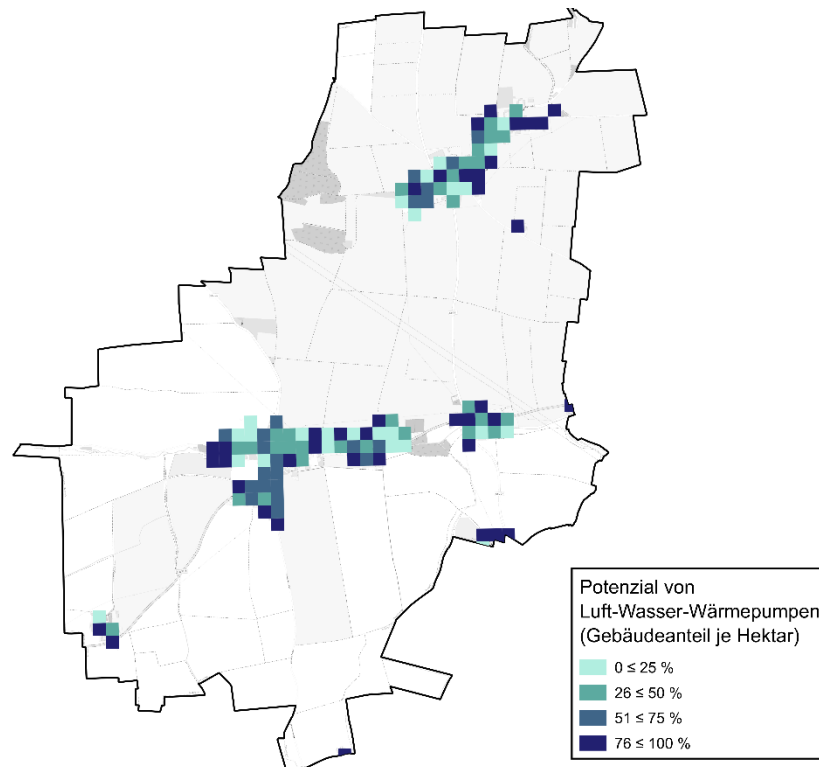 Potenzial von
Luft-Wasser-Wärmepumpen
(Gebäudeanteil je Hektar)
0 ≤ 25 %
26 ≤ 50 %
51 ≤ 75 %
76 ≤ 100 %